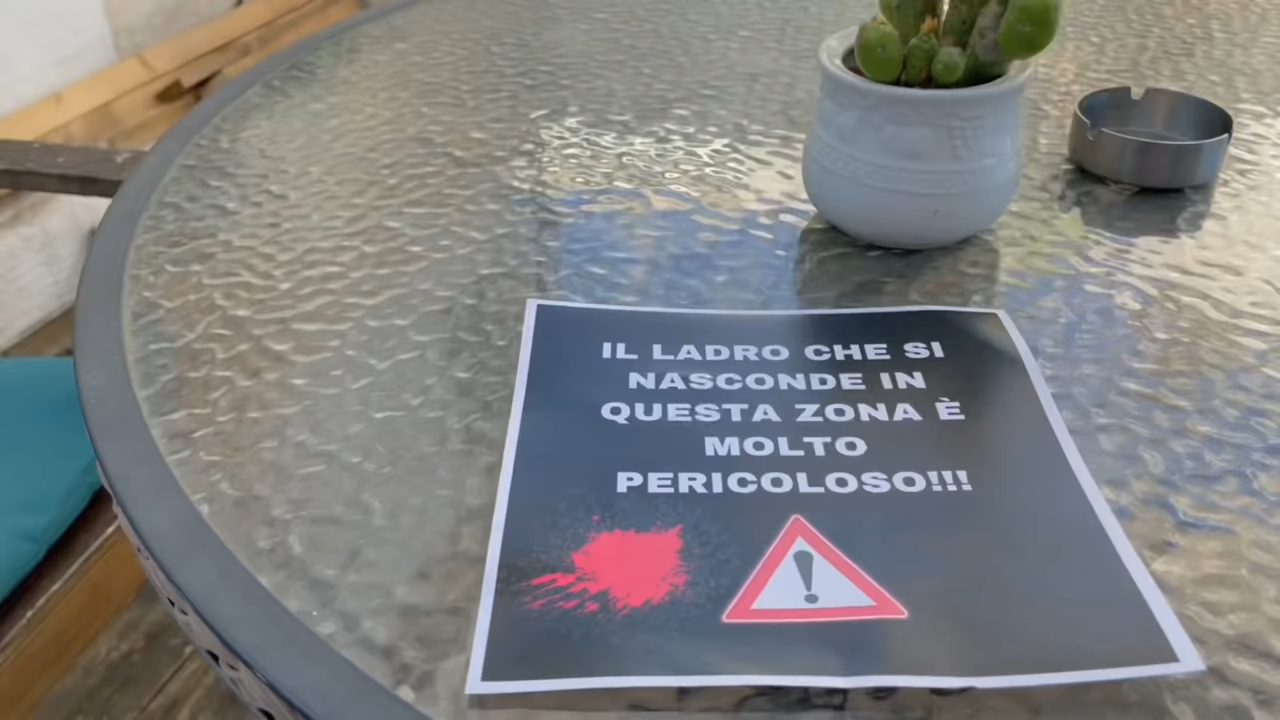 IL LADRO CHE SI
NASCONDE IN
QUESTA ZONA È
MOLTO
PERICOLOSO!!!